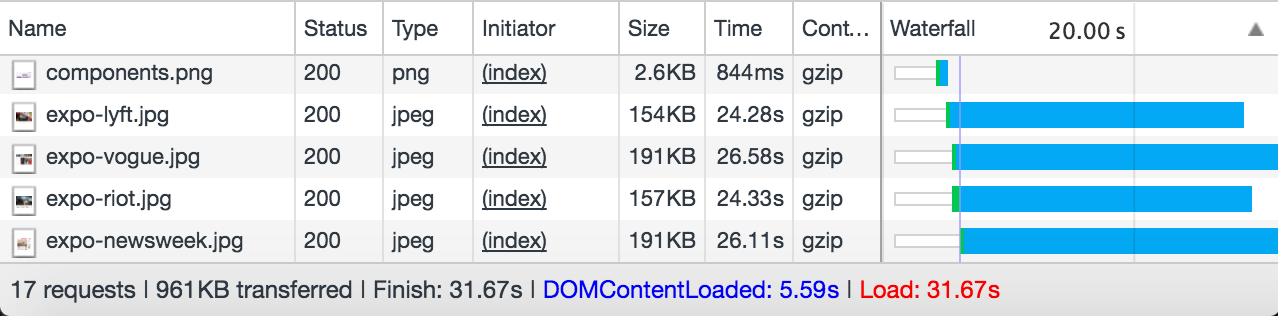 Name Status Type Initiator Size Time Cont... Waterfall 20.00 s ▲
components.png 200 png (index) 2.6KB 844ms gzip
expo-lyft.jpg 200 jpeg (index) 154KB 24.28s gzip
expo-vogue.jpg 200 jpeg (index) 191KB 26.58s gzip
expo-riot.jpg 200 jpeg (index) 157KB 24.33s gzip
expo-newsweek.jpg 200 jpeg (index) 191KB 26.11s gzip
17 requests | 961KB transferred | Finish: 31.67s | DOMContentLoaded: 5.59s | Load: 31.67s